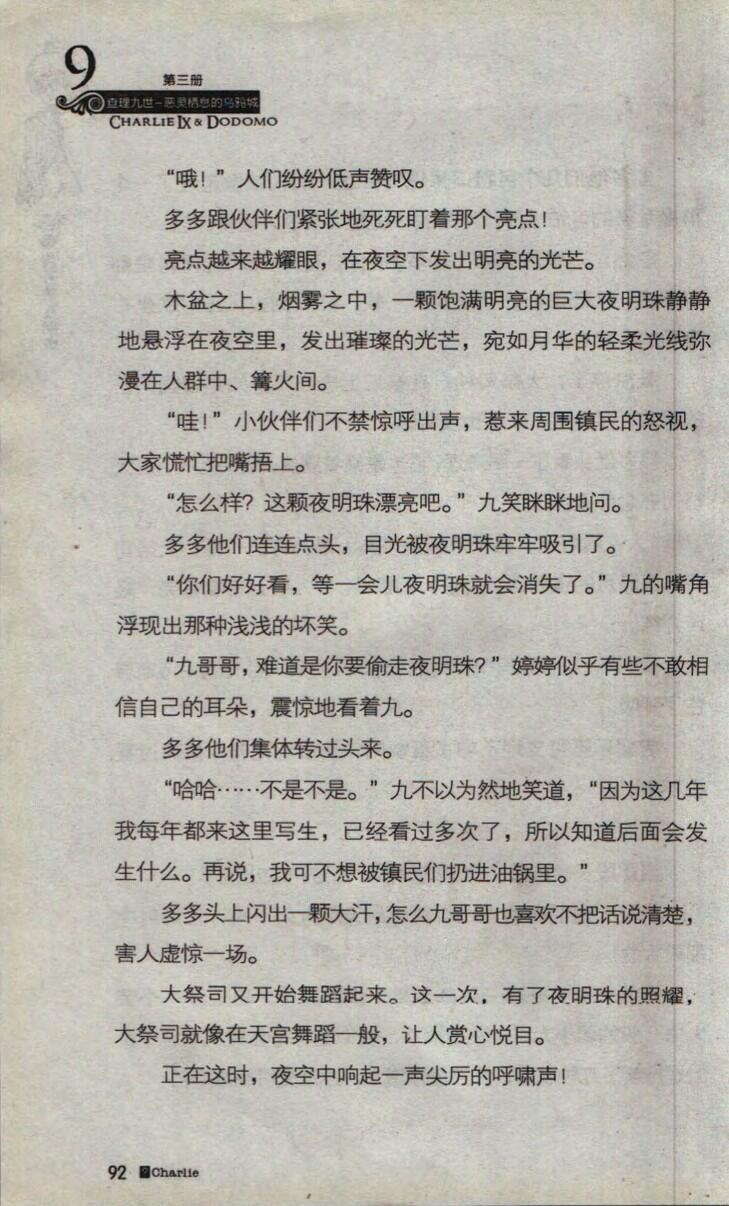 9
第三册
查理九世-恶灵栖息的乌鸦城
CHARLIE IX & DODOMO
“哦！”人们纷纷低声赞叹。
多多跟伙伴们紧张地死死盯着那个亮点！
亮点越来越耀眼，在夜空下发出明亮的光芒。
木盆之上，烟雾之中，一颗饱满明亮的巨大夜明珠静静
地悬浮在夜空里，发出璀璨的光芒，宛如月华的轻柔光线弥
漫在人群中、篝火间。
“哇！”小伙伴们不禁惊呼出声，惹来周围镇民的怒视，
大家慌忙把嘴捂上。
“怎么样？这颗夜明珠漂亮吧。”九笑眯眯地问。
多多他们连连点头，目光被夜明珠牢牢吸引了。
“你们好好看，等一会儿夜明珠就会消失了。”九的嘴角
浮现出那种浅浅的坏笑。
“九哥哥，难道是你要偷走夜明珠？”婷婷似乎有些不敢相
信自己的耳朵，震惊地看着九。
多多他们集体转过头来。
“哈哈……不是不是。”九不以为然地笑道，“因为这几年
我每年都来这里写生，已经看过多次了，所以知道后面会发
生什么。再说，我可不想被镇民们扔进油锅里。”
多多头上闪出一颗大汗，怎么九哥哥也喜欢不把话说清楚，
害人虚惊一场。
大祭司又开始舞蹈起来。这一次，有了夜明珠的照耀，
大祭司就像在天宫舞蹈一般，让人赏心悦目。
正在这时，夜空中响起一声尖厉的呼啸声！
92 Charlie